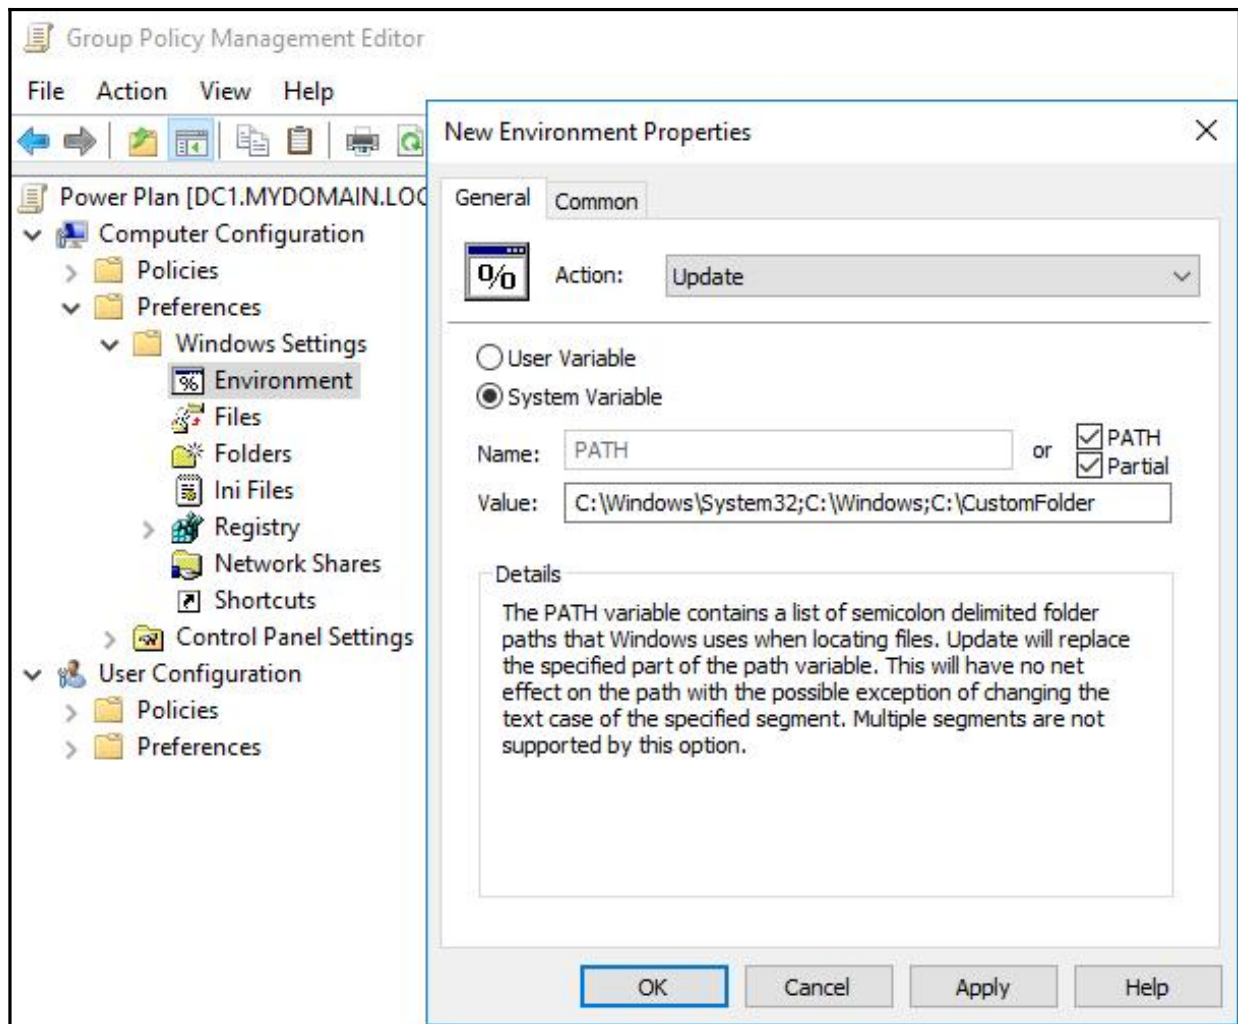 Group Policy Management Editor
File Action View Help
Power Plan [DC1.MYDOMAIN.LOC
Computer Configuration
Policies
Preferences
Windows Settings
Environment
Files
Folders
Ini Files
Registry
Network Shares
Shortcuts
Control Panel Settings
User Configuration
Policies
Preferences
New Environment Properties
General Common
% Action: Update
User Variable
System Variable
Name: PATH or PATH
Partial
Value: C:\Windows\System32;C:\Windows;C:\CustomFolder
Details
The PATH variable contains a list of semicolon delimited folder
paths that Windows uses when locating files. Update will replace
the specified part of the path variable. This will have no net
effect on the path with the possible exception of changing the
text case of the specified segment. Multiple segments are not
supported by this option.
OK Cancel Apply Help